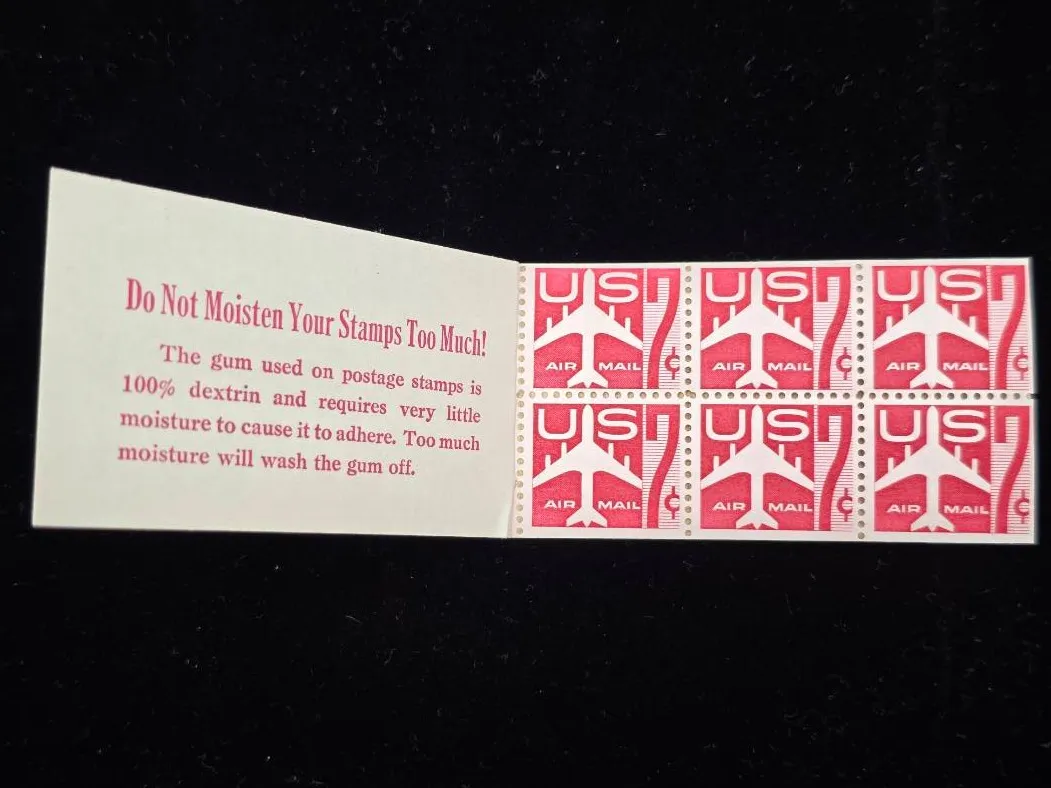 Do Not Moisten Your Stamps Too Much!
The gum used on postage stamps is
100% dextrin and requires very little
moisture to cause it to adhere. Too much
moisture will wash the gum off.
US 7¢
AIR MAIL
US 7¢
AIR MAIL
US 7¢
AIR MAIL
US 7¢
AIR MAIL
US 7¢
AIR MAIL
US 7¢
AIR MAIL